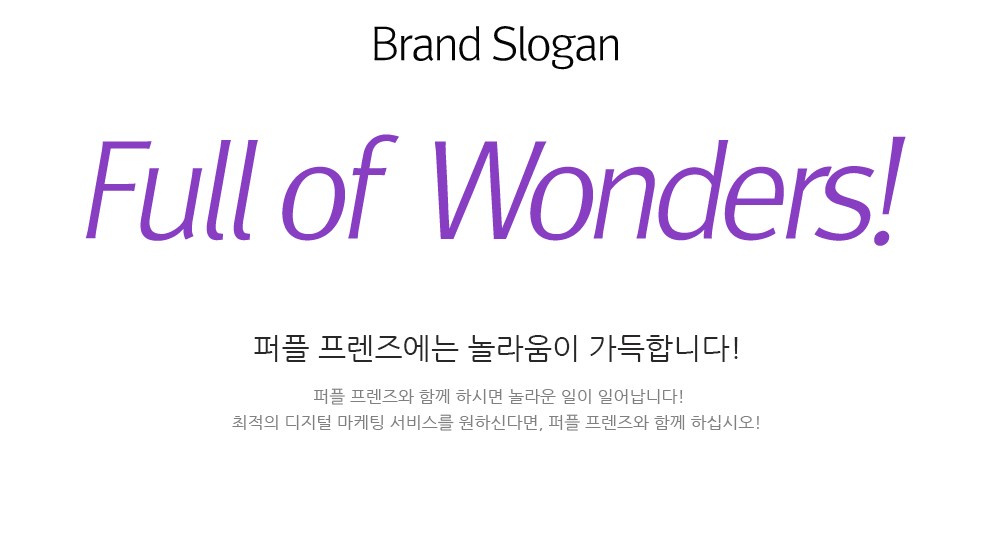 Brand Slogan
Full of Wonders!
퍼플 프렌즈에는 놀라움이 가득합니다!
퍼플 프렌즈와 함께 하시면 놀라운 일이 일어납니다!
최적의 디지털 마케팅 서비스를 원하신다면, 퍼플 프렌즈와 함께 하십시오!